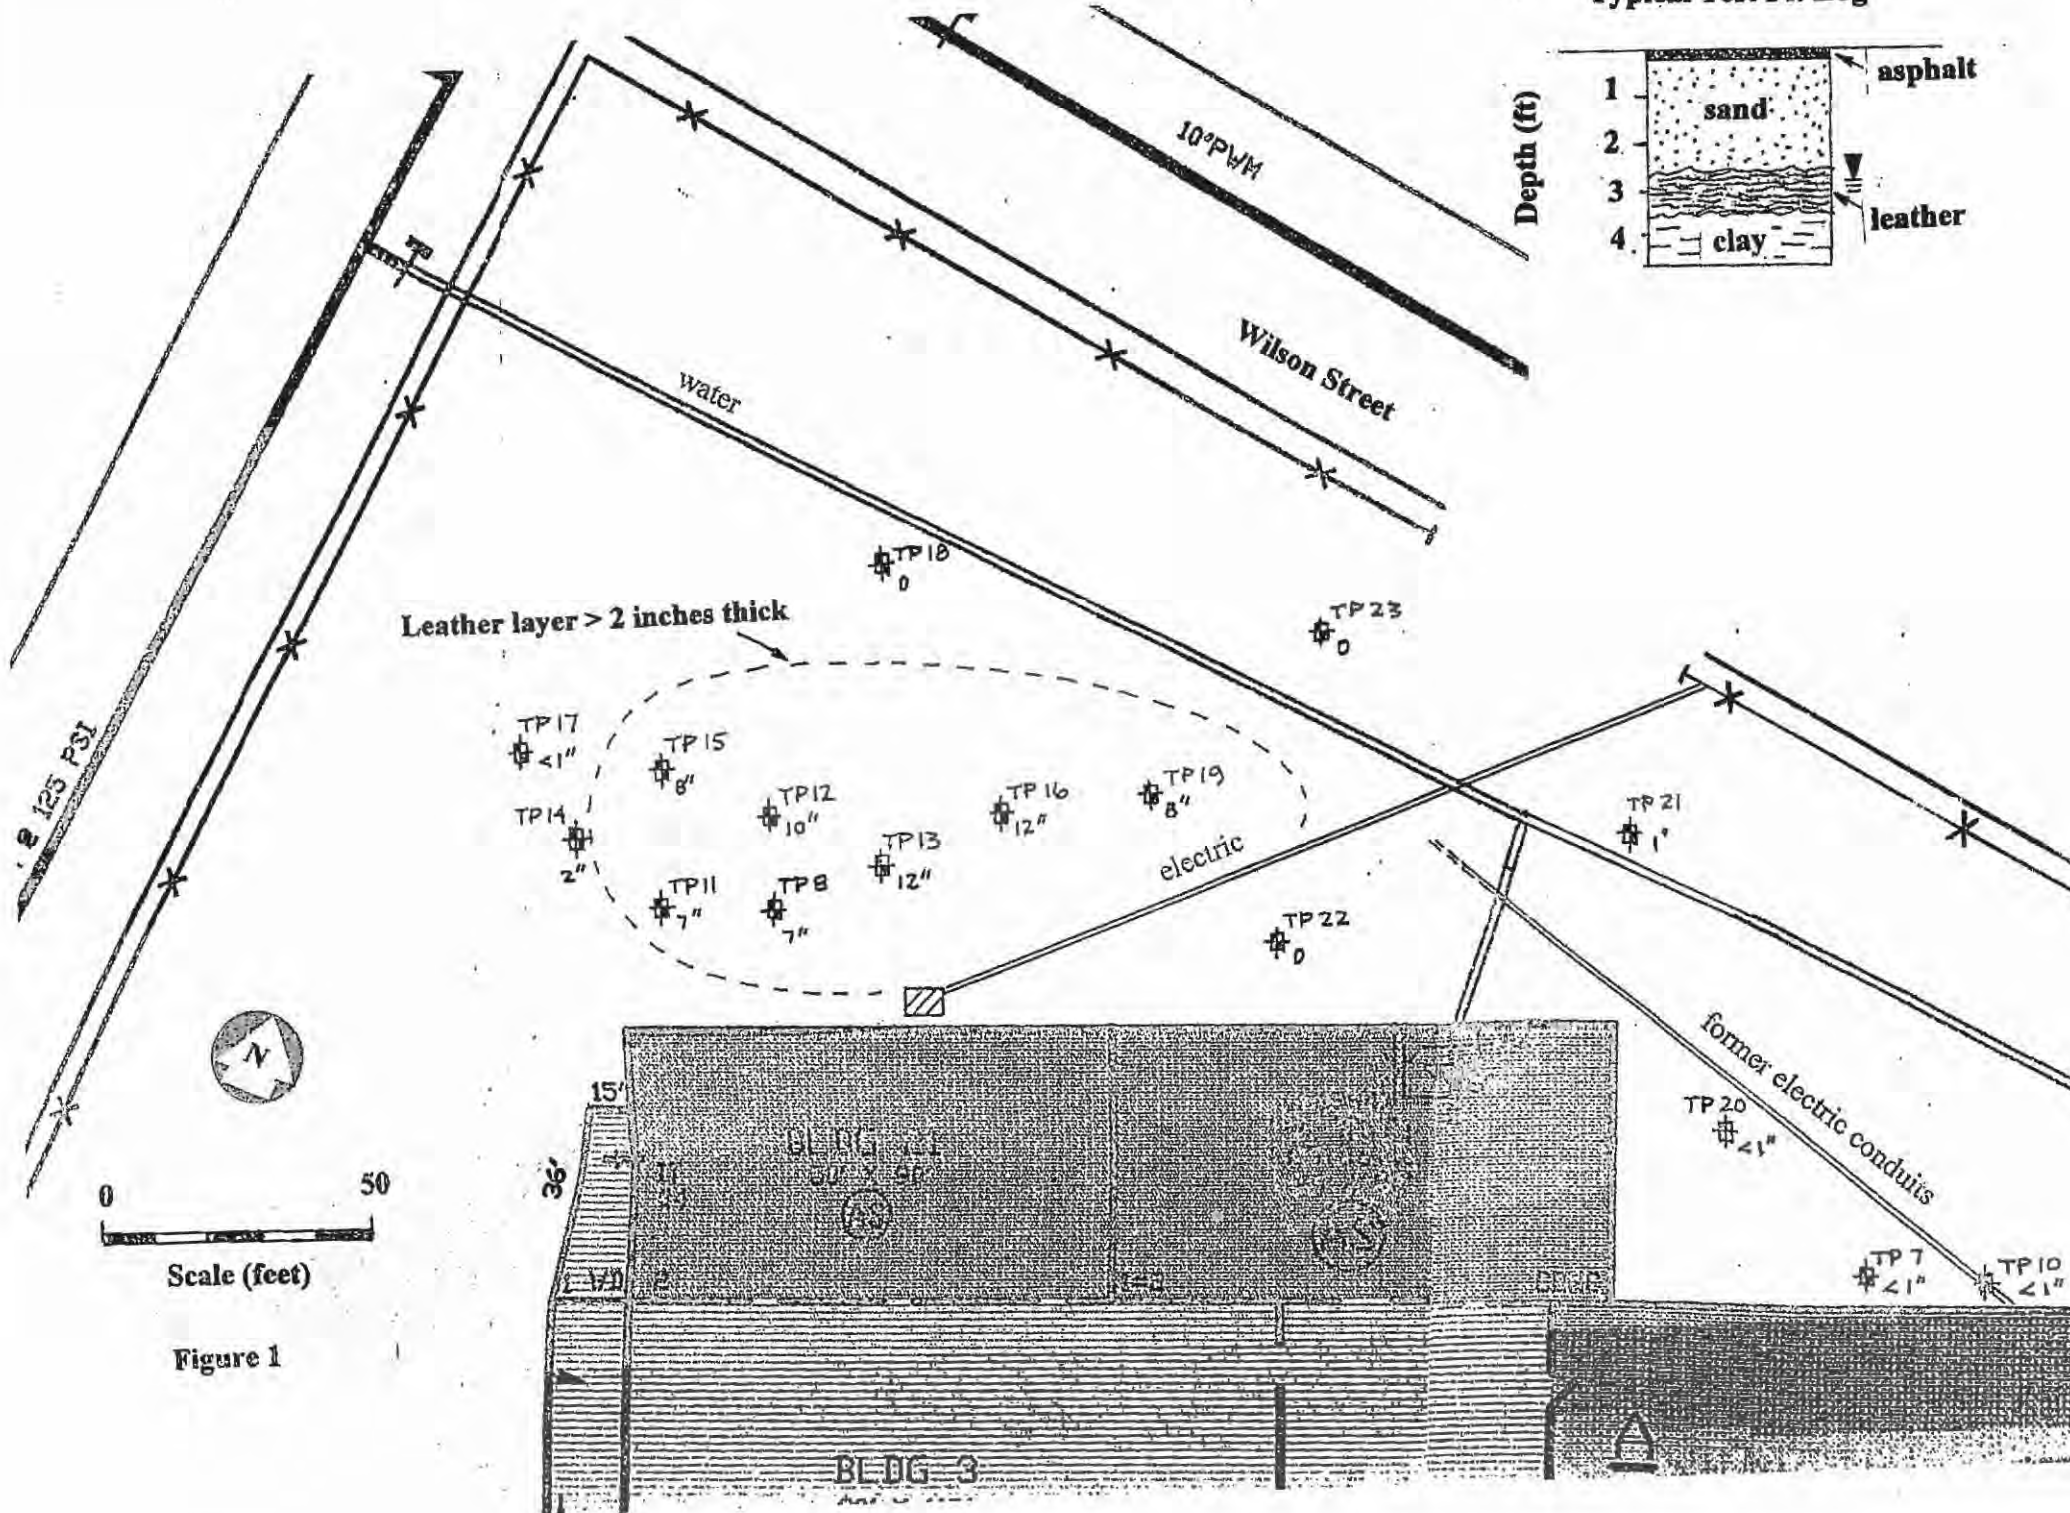 asphalt
1
sand
2
3
leather
4
clay
Depth (ft)
10"PWM
Wilson Street
water
TP18
0
TP23
0
Leather layer > 2 inches thick
TP17
<1"
TP15
8"
TP12
10"
TP16
12"
TP19
8"
TP14
2"
TP13
12"
TP21
1"
electric
TP11
7"
TP8
7"
TP22
0
125 PSI
N
former electric conduits
TP20
<1"
15'
36'
BLDG
0
50
Scale (feet)
TP7
<1"
TP10
<1"
Figure 1
BLDG 3